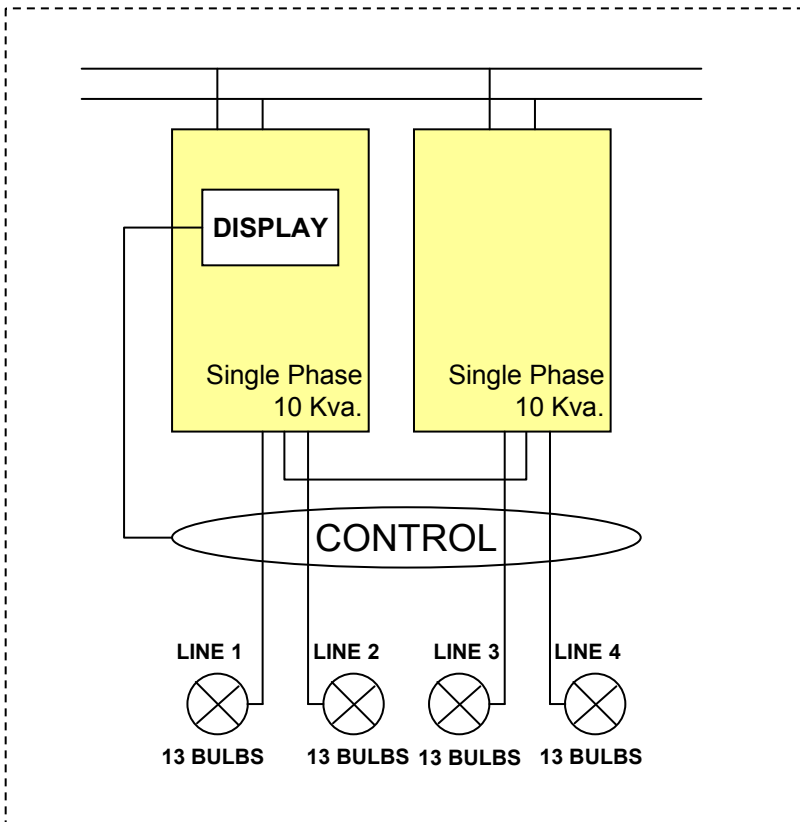 DISPLAY
Single Phase
10 Kva.
Single Phase
10 Kva.
CONTROL
LINE 1
LINE 2
LINE 3
LINE 4
13 BULBS
13 BULBS
13 BULBS
13 BULBS